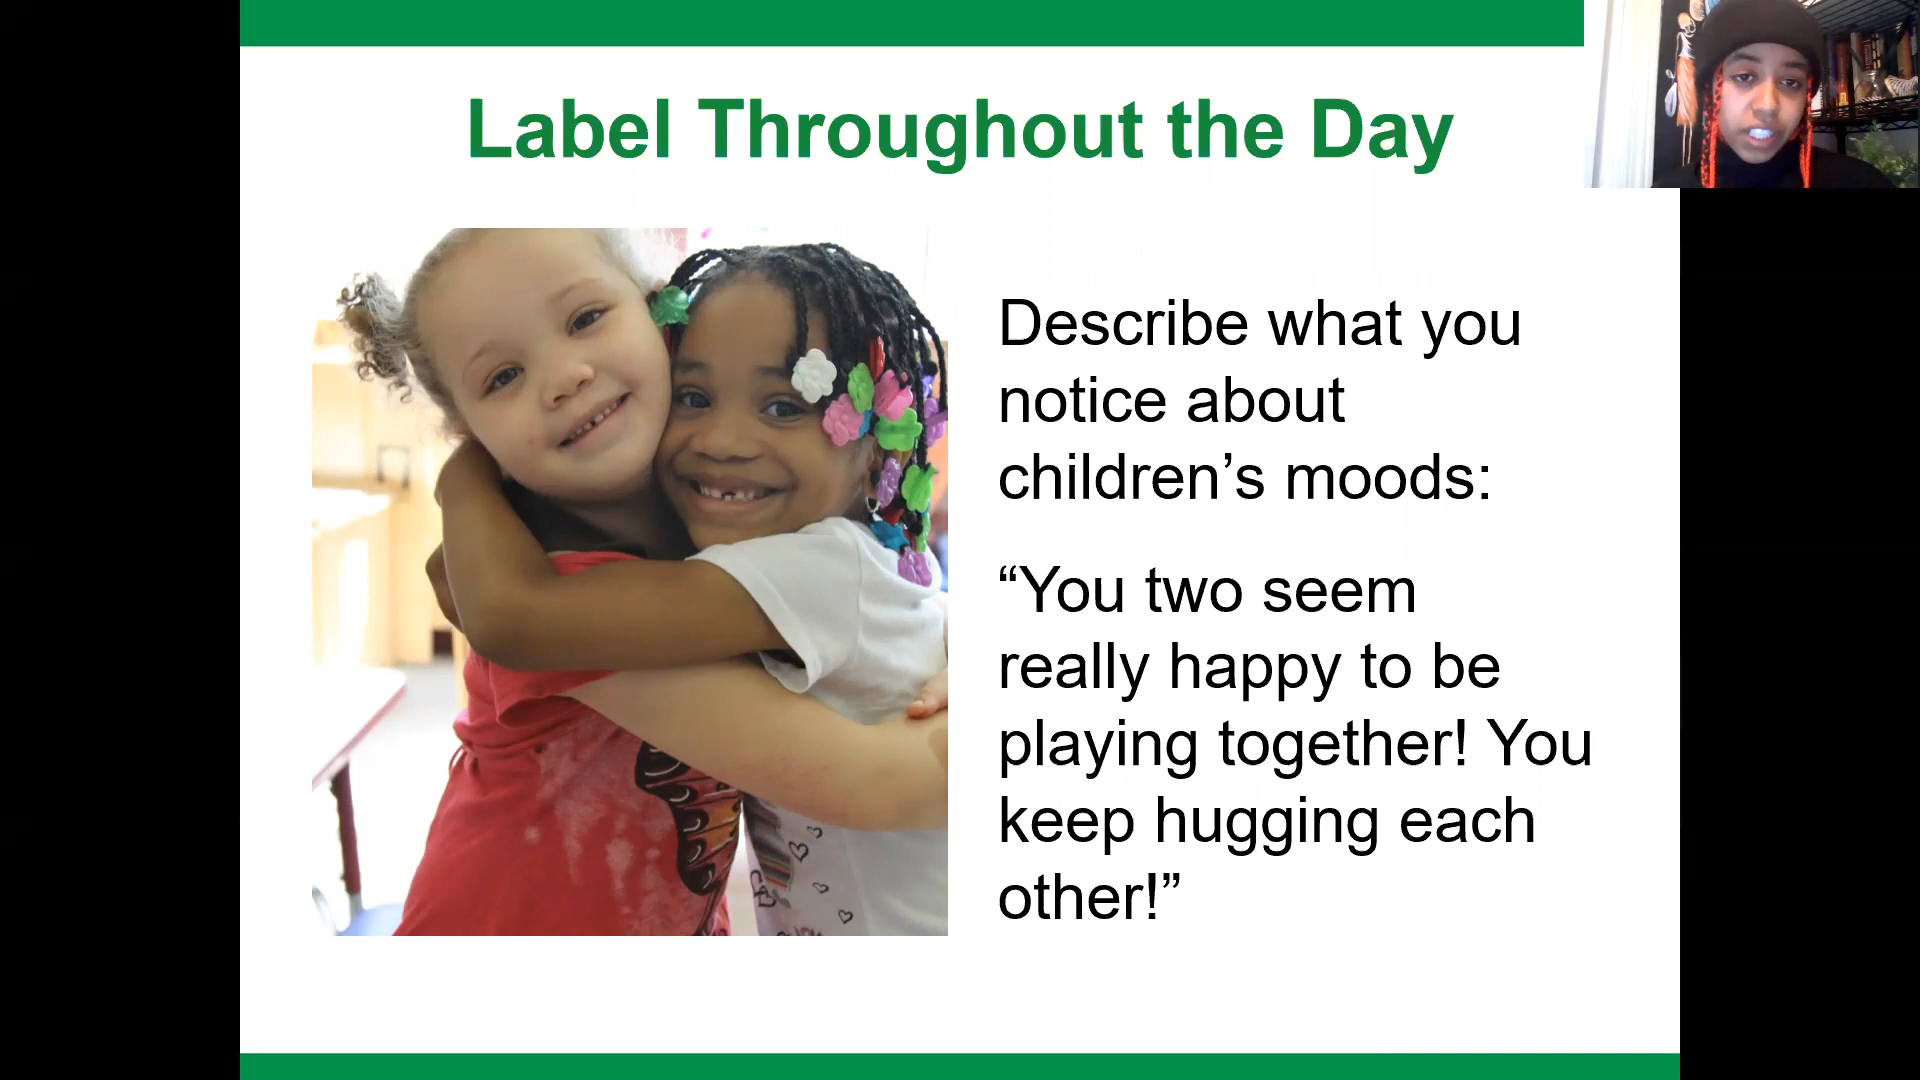 Label Throughout the Day
Describe what you
notice about
children’s moods:
“You two seem
really happy to be
playing together! You
keep hugging each
other!”